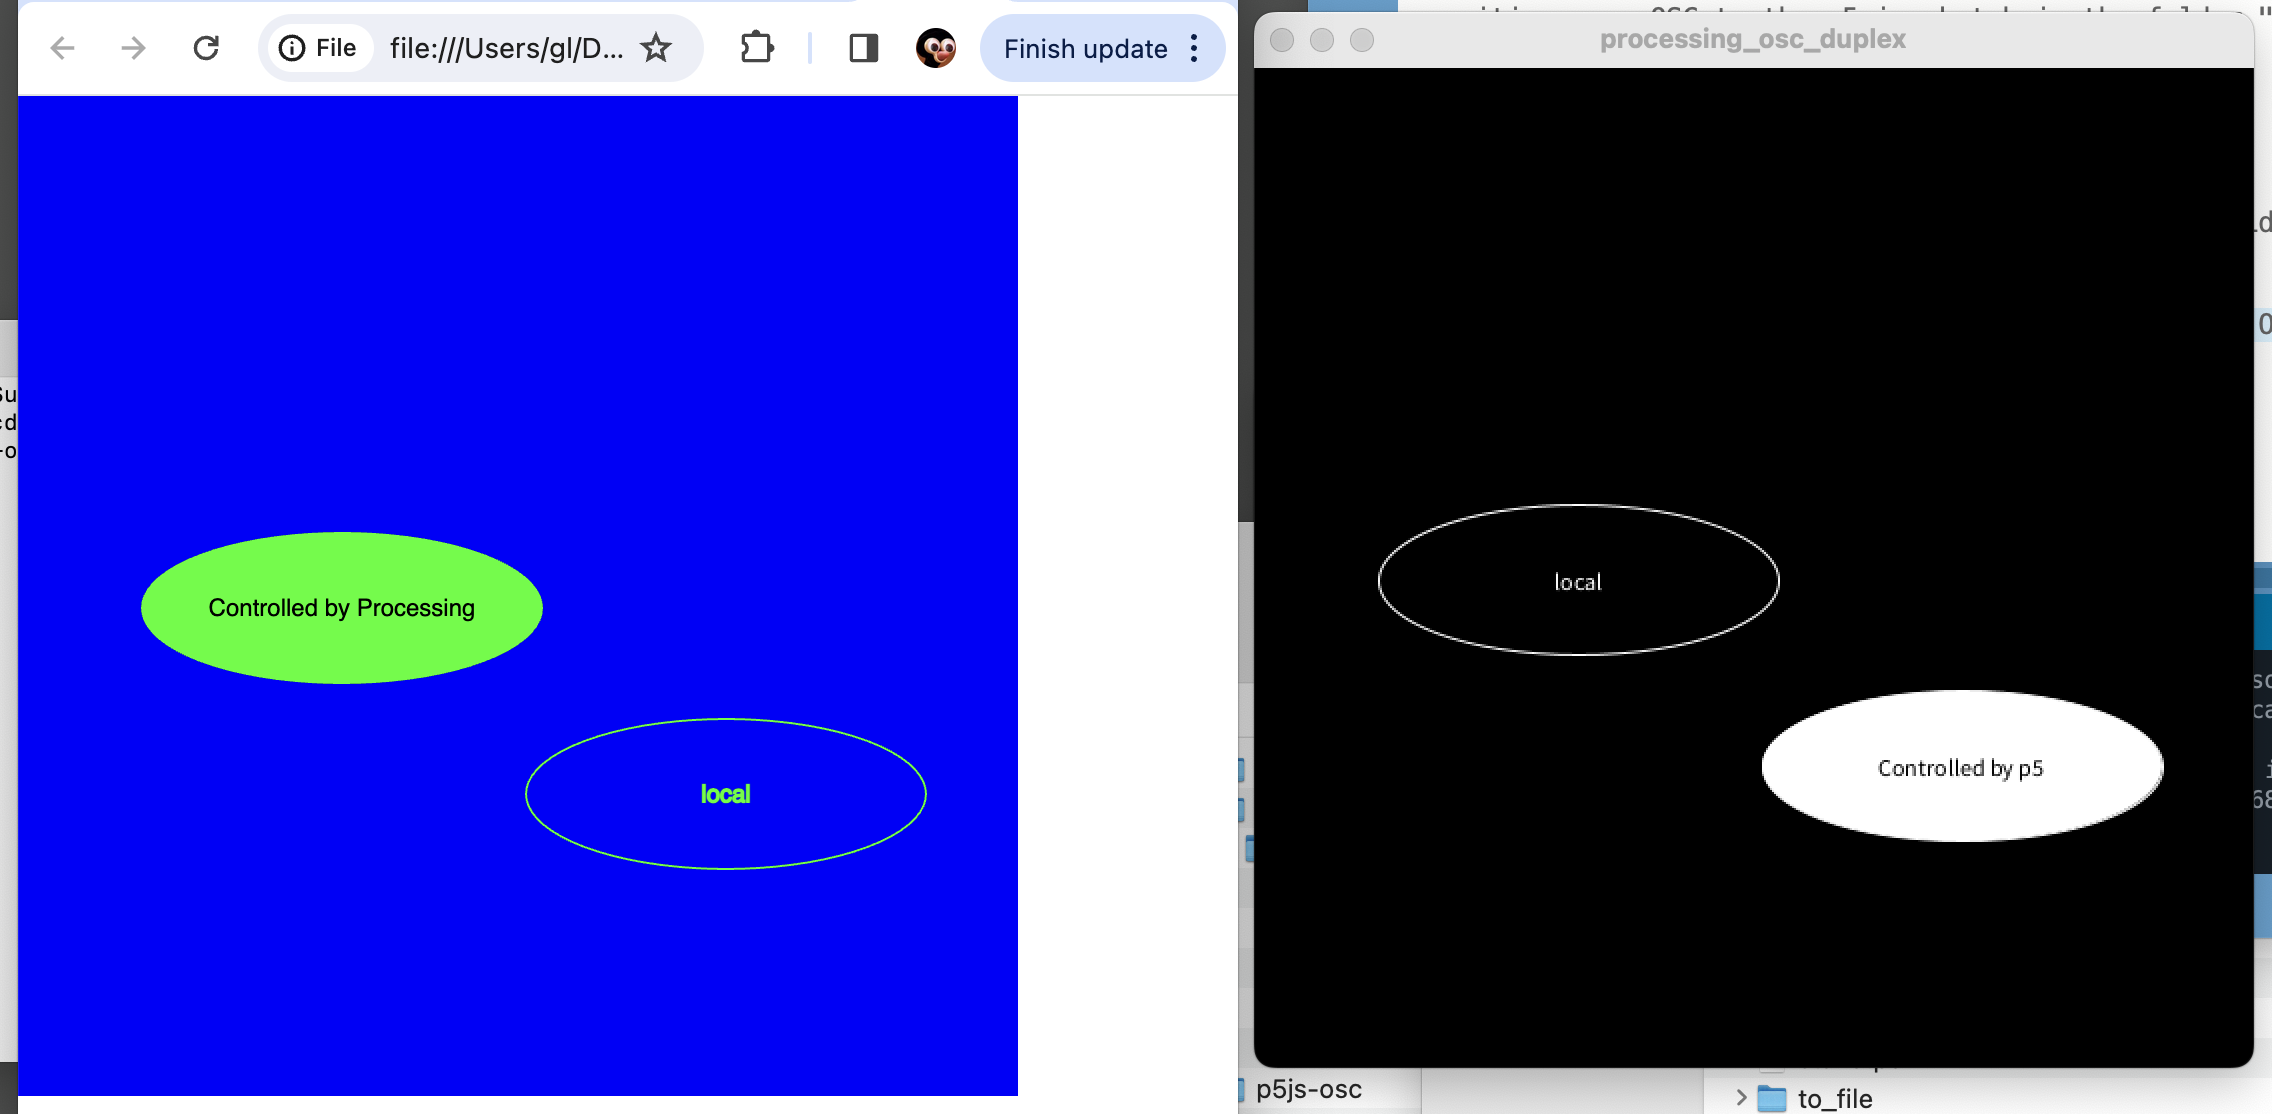 File
file:///Users/gl/D...
Finish update
processing_osc_duplex
Controlled by Processing
local
local
Controlled by p5
p5js-osc
to_file